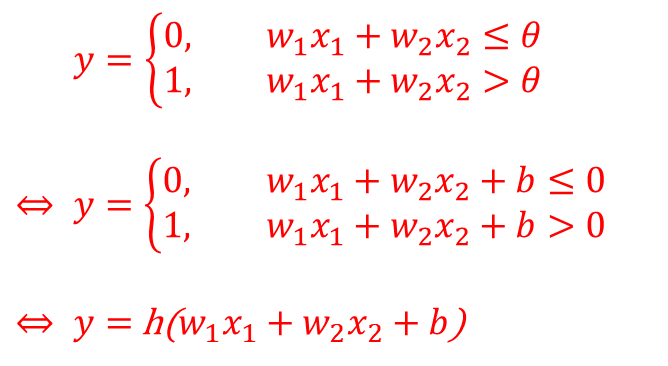 y = {0, w₁x₁ + w₂x₂ ≤ θ
1, w₁x₁ + w₂x₂ > θ
⇔ y = {0, w₁x₁ + w₂x₂ + b ≤ 0
1, w₁x₁ + w₂x₂ + b > 0
⇔ y = h(w₁x₁ + w₂x₂ + b)